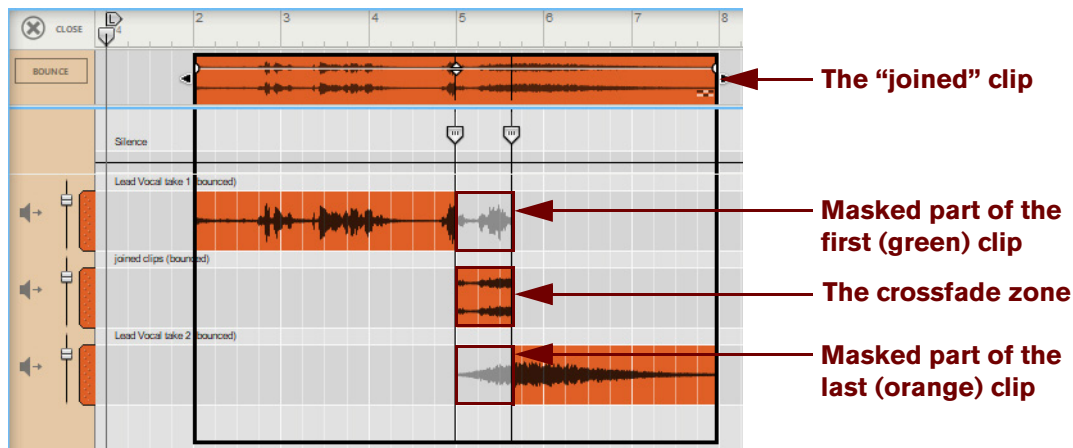 CLOSE
L
4
2
3
4
5
6
7
8
BOUNCE
The “joined” clip
Silence
Lead Vocal take 1 (bounced)
Masked part of the
first (green) clip
joined clips (bounced)
The crossfade zone
Lead Vocal take 2 (bounced)
Masked part of the
last (orange) clip